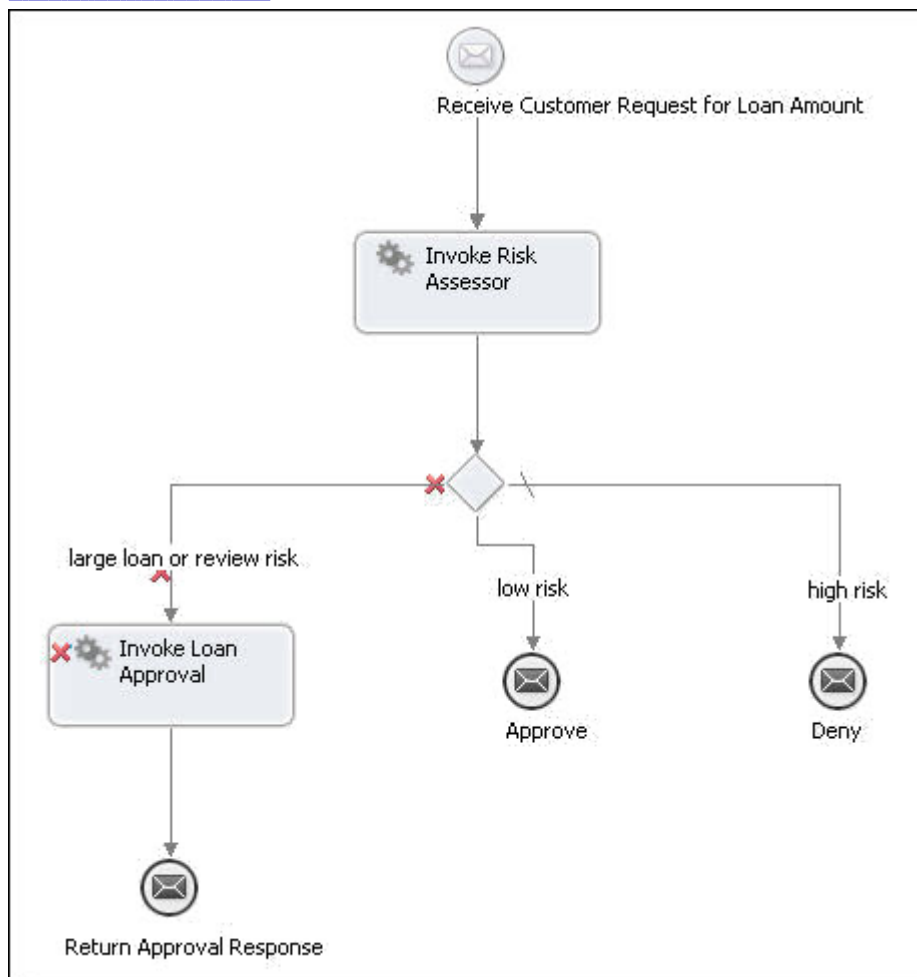 Receive Customer Request for Loan Amount
Invoke Risk
Assessor
large loan or review risk
low risk
high risk
Invoke Loan
Approval
Approve
Deny
Return Approval Response